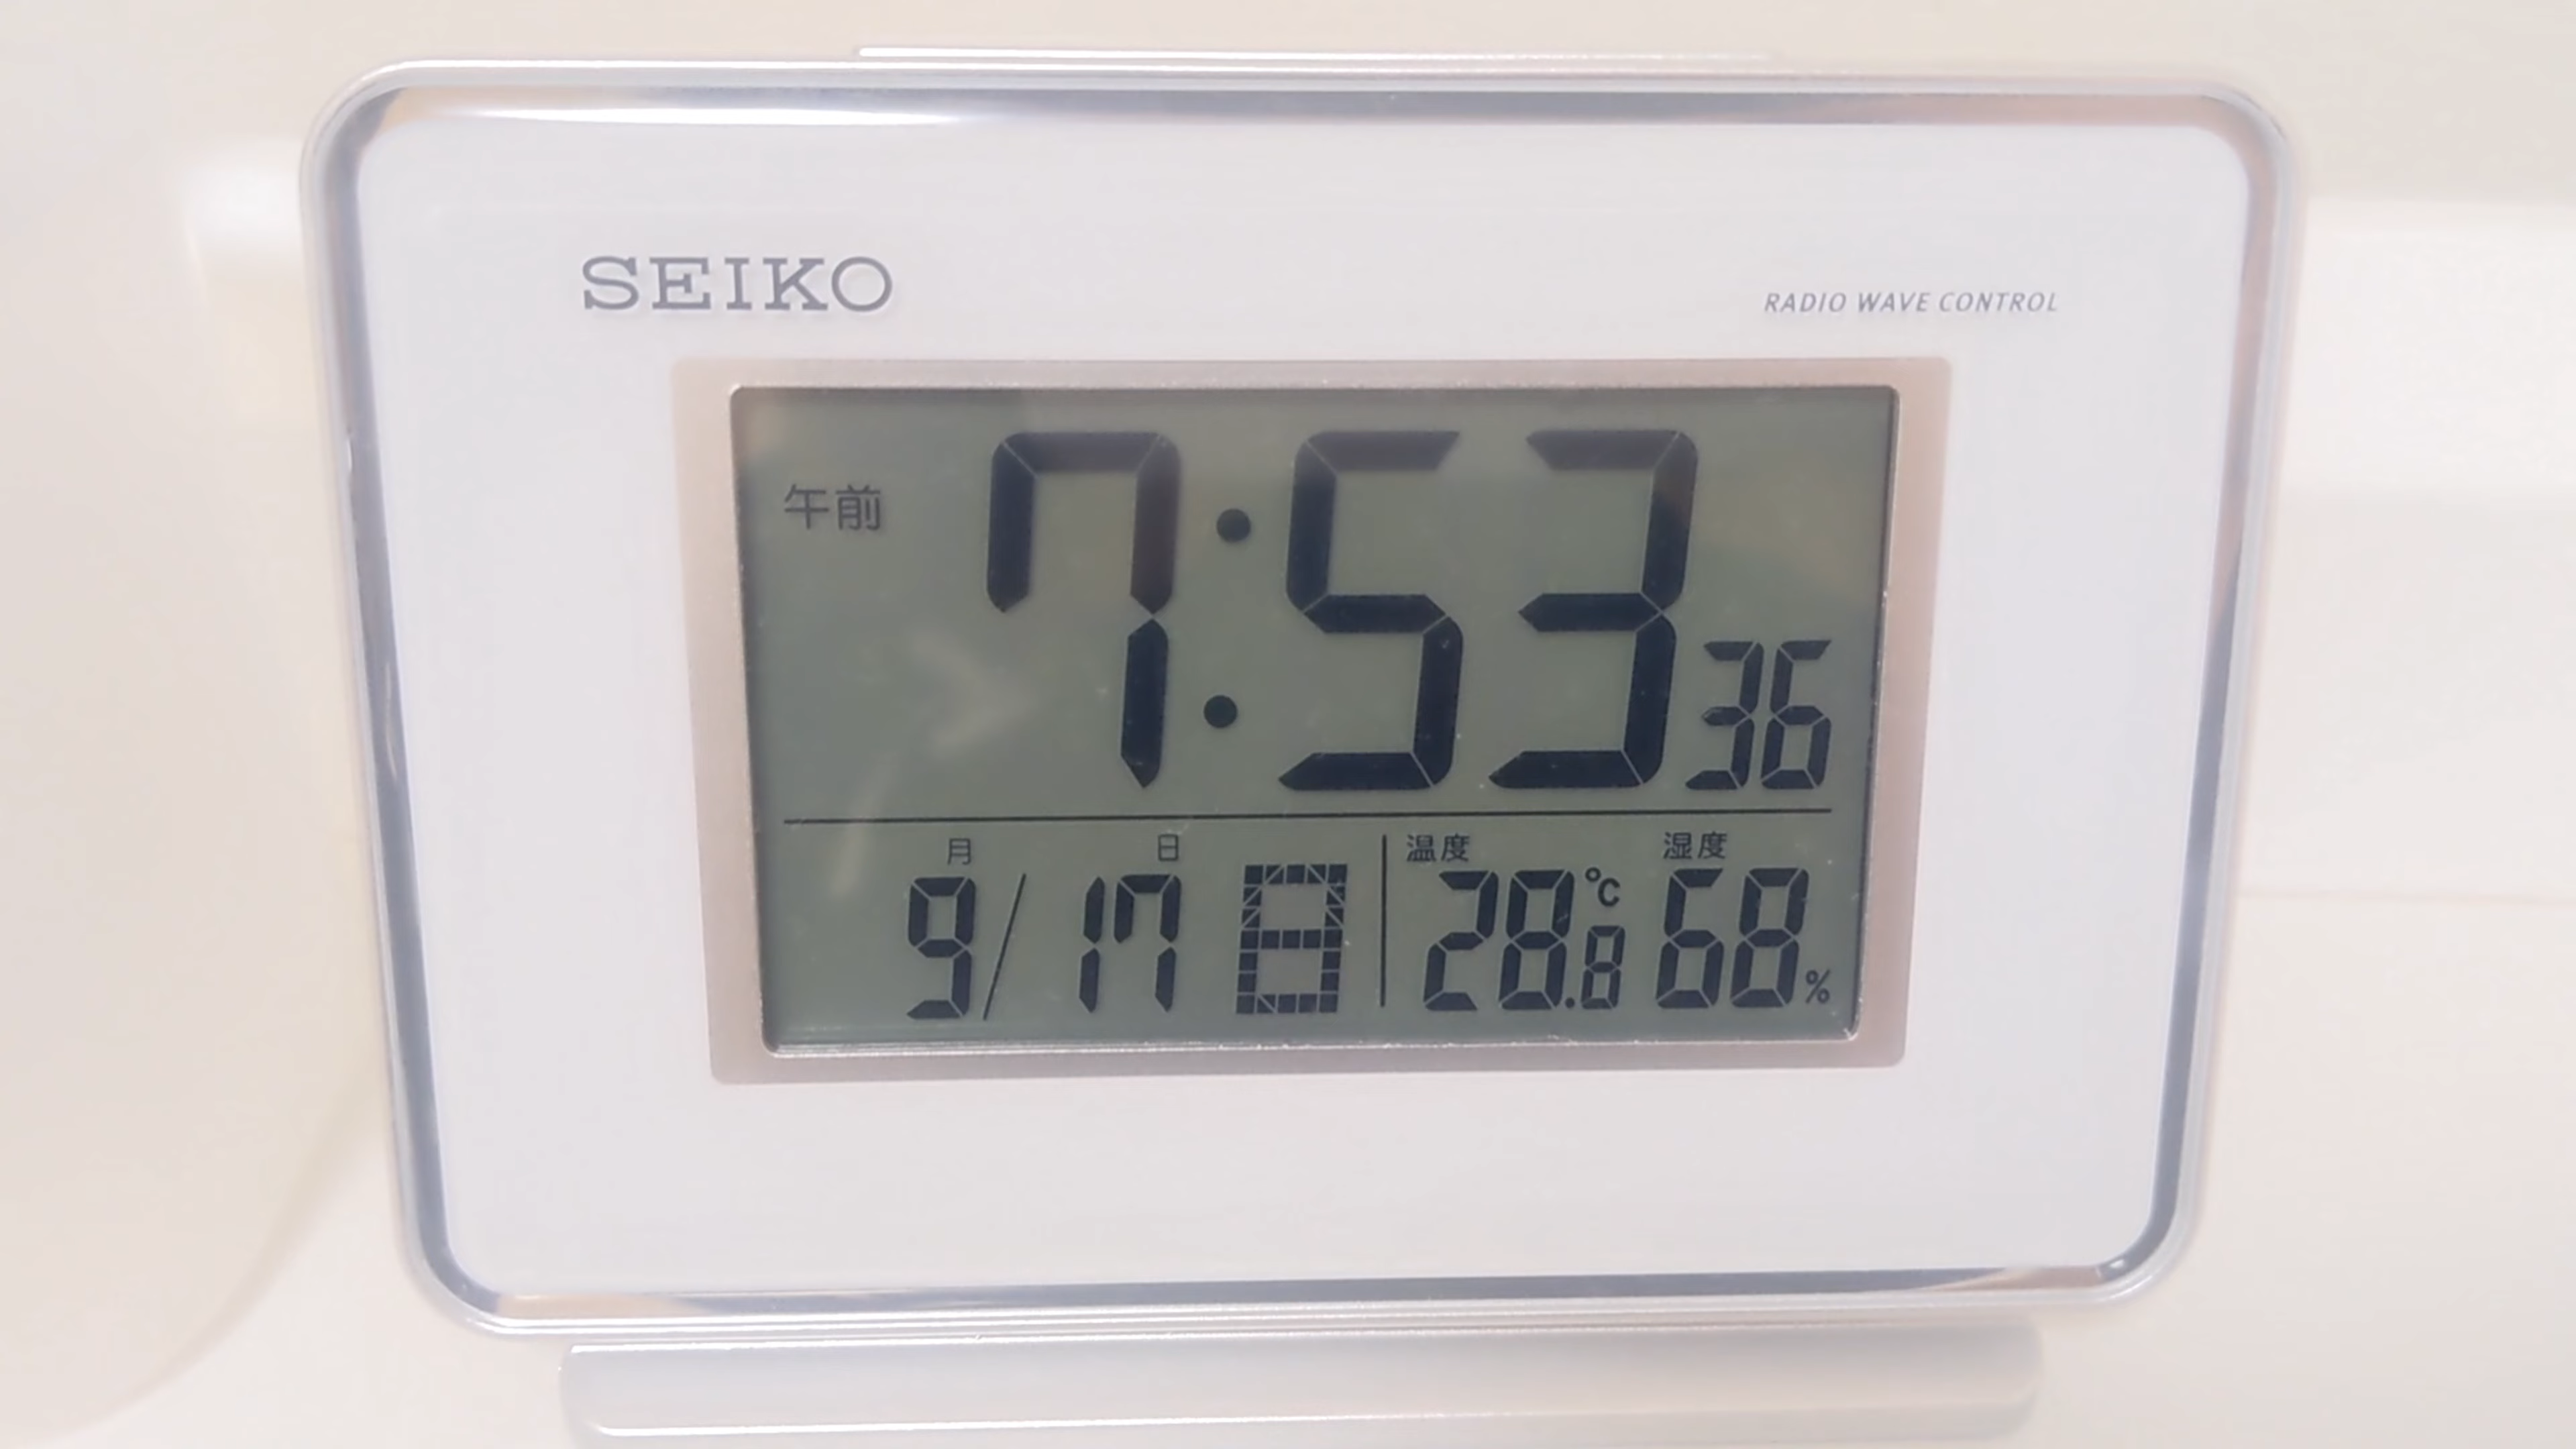 SEIKO
RADIO WAVE CONTROL
午前 7:53 36
月 日 温度 湿度
9/17 日 28.8℃ 68%